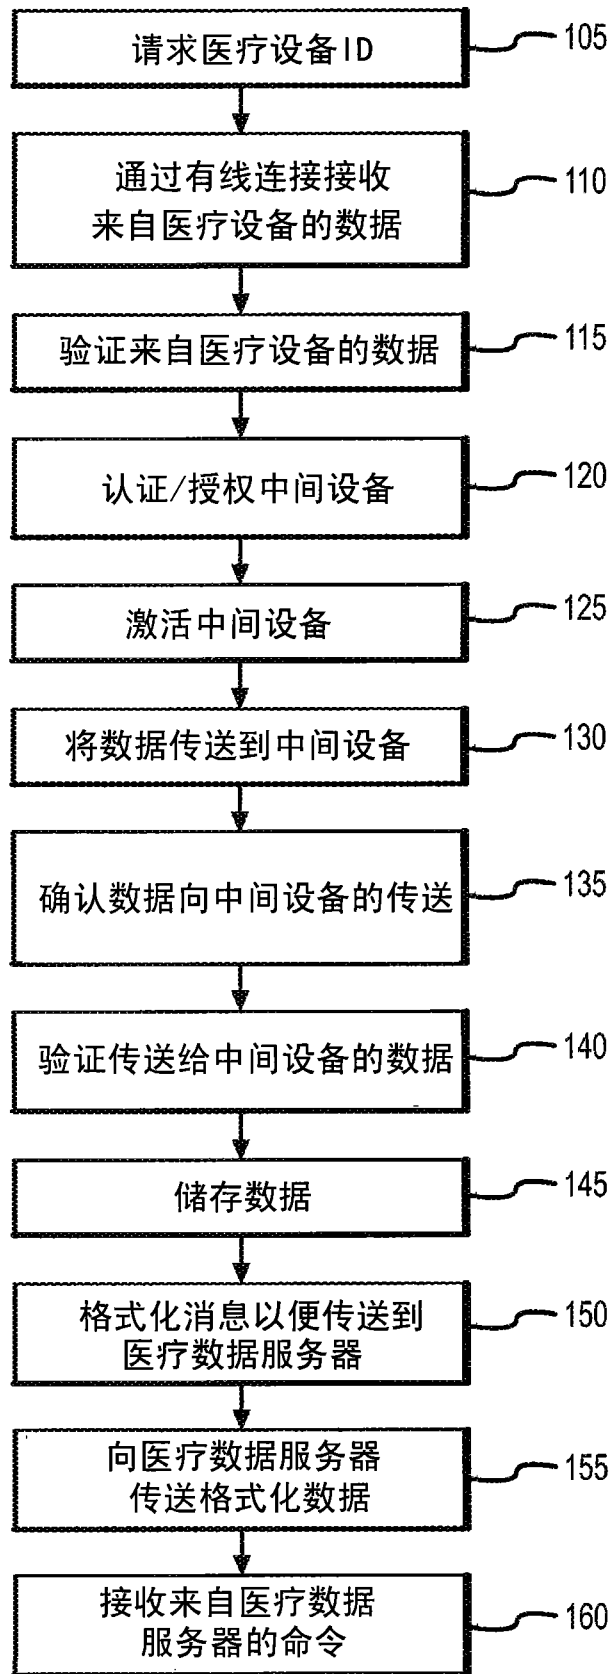 请求医疗设备ID
105
通过有线连接接收
来自医疗设备的数据
110
验证来自医疗设备的数据
115
认证/授权中间设备
120
激活中间设备
125
将数据传送到中间设备
130
确认数据向中间设备的传送
135
验证传送给中间设备的数据
140
储存数据
145
格式化消息以便传送到
医疗数据服务器
150
向医疗数据服务器
传送格式化数据
155
接收来自医疗数据
服务器的命令
160